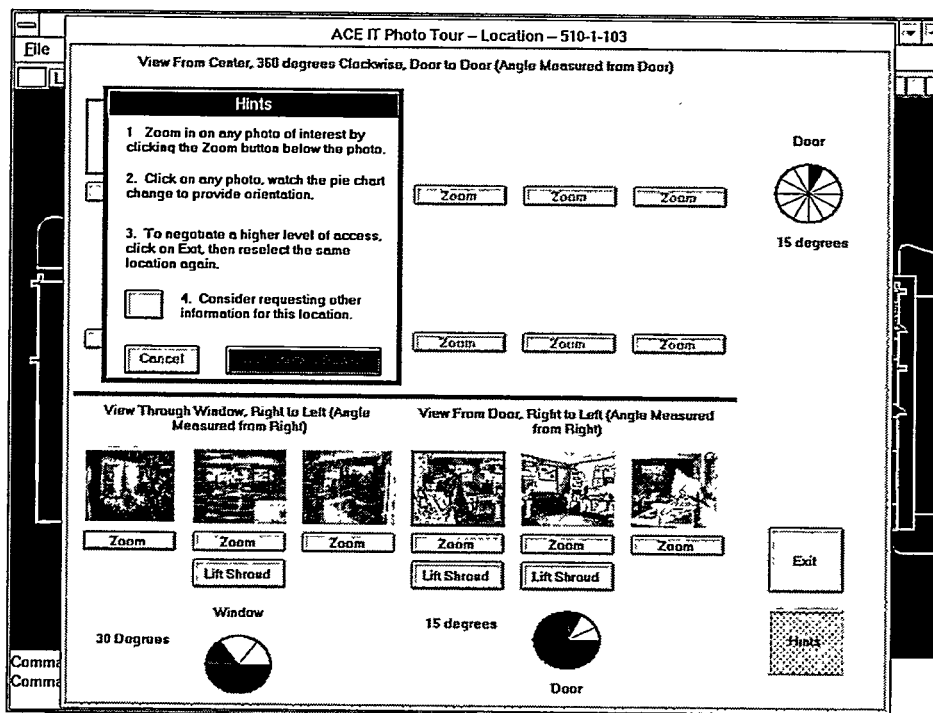 ACE IT Photo Tour – Location – 510-1-103
File
View From Center, 360 degrees Clockwise, Door to Door (Angle Measured from Door)
Hints
1 Zoom in on any photo of interest by
clicking the Zoom button below the photo.
2. Click on any photo, watch the pie chart
change to provide orientation.
3. To negotiate a higher level of access,
click on Exit, then reselect the same
location again.
4. Consider requesting other
information for this location.
Cancel
Door
15 degrees
Zoom Zoom Zoom
Zoom Zoom Zoom
View Through Window, Right to Left (Angle
Measured from Right)
View From Door, Right to Left (Angle Measured
from Right)
Zoom Zoom Zoom Zoom Zoom Zoom
Lift Shroud Lift Shroud Lift Shroud
Exit
Window
30 Degrees
15 degrees
Door
Hints
Comma
Comma